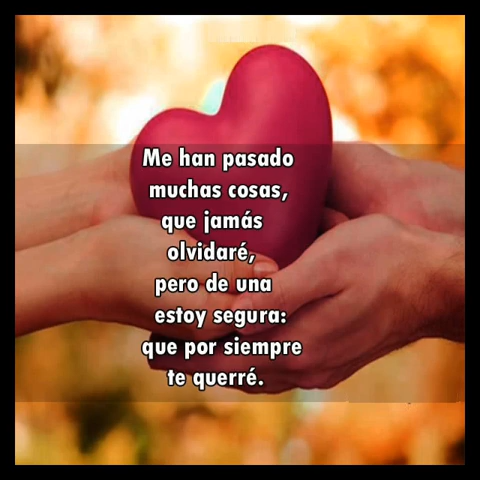 Me han pasado
muchas cosas,
que jamás
olvidaré,
pero de una
estoy segura:
que por siempre
te querré.